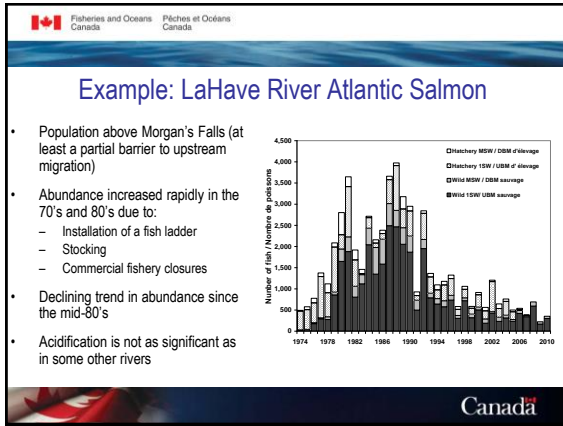 Fisheries and Oceans Pêches et Océans
Canada Canada
Example: LaHave River Atlantic Salmon
• Population above Morgan's Falls (at
least a partial barrier to upstream
migration)
• Abundance increased rapidly in the
70's and 80's due to:
– Installation of a fish ladder
– Stocking
– Commercial fishery closures
• Declining trend in abundance since
the mid-80's
• Acidification is not as significant as
in some other rivers
Number of fish / Nombre de poissons
4,500
4,000
3,500
3,000
2,500
2,000
1,500
1,000
500
0
Hatchery MSW / DBM d'élevage
Hatchery 1SW / UBM d' élevage
Wild MSW / DBM sauvage
Wild 1SW/ UBM sauvage
1974 1978 1982 1986 1990 1994 1998 2002 2006 2010
Canada